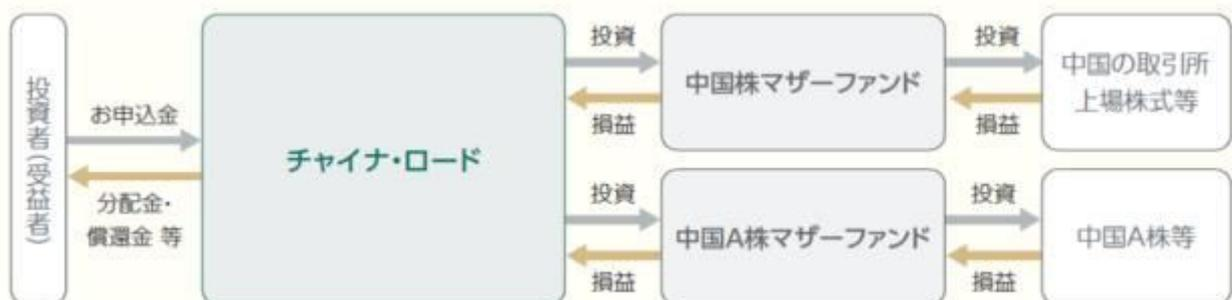 投資者(受益者)
お申込金
分配金・
償還金 等
チャイナ・ロード
投資
損益
中国株マザーファンド
投資
損益
中国の取引所
上場株式等
投資
損益
中国A株マザーファンド
投資
損益
中国A株等